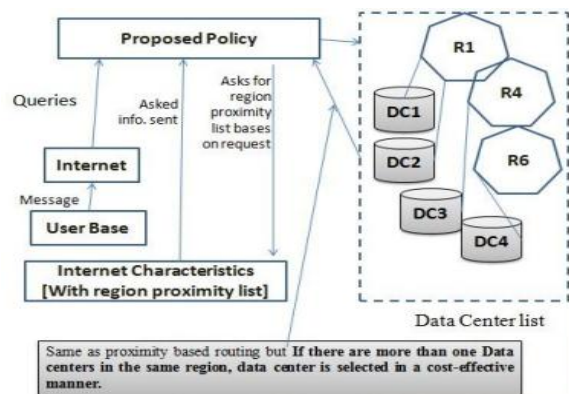 Proposed Policy
Queries
Asked
info. sent
Asks for
region
proximity
list bases
on request
Internet
Message
User Base
Internet Characteristics
[With region proximity list]
R1
R4
R6
DC1
DC2
DC3
DC4
Data Center list
Same as proximity based routing but If there are more than one Data
centers in the same region, data center is selected in a cost-effective
manner.